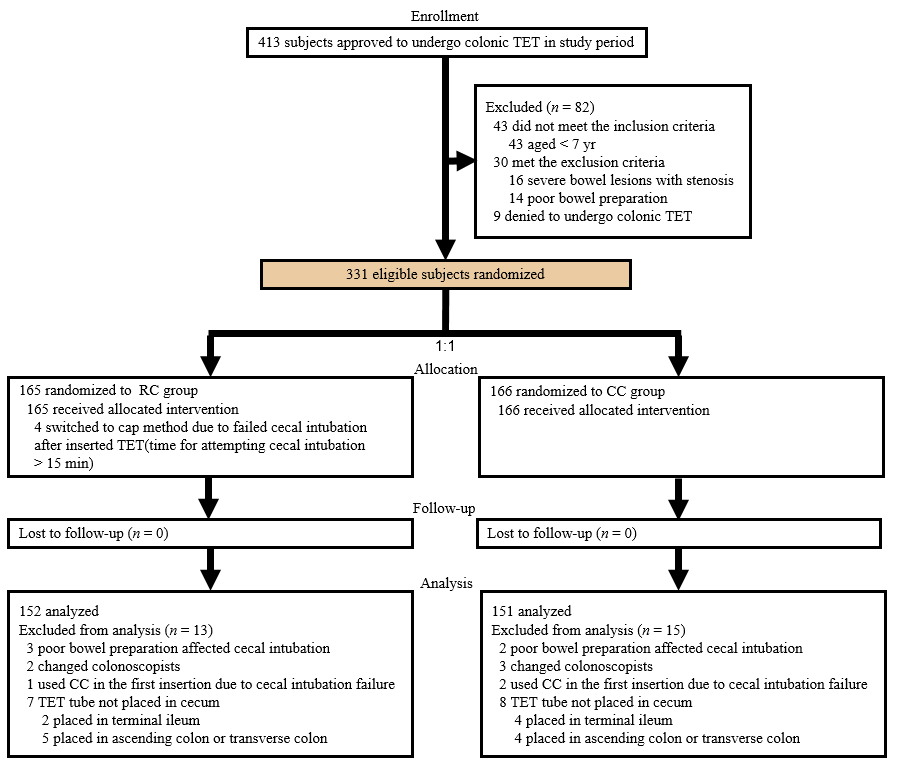 Enrollment
413 subjects approved to undergo colonic TET in study period
Excluded (n = 82)
43 did not meet the inclusion criteria
43 aged < 7 yr
30 met the exclusion criteria
16 severe bowel lesions with stenosis
14 poor bowel preparation
9 denied to undergo colonic TET
331 eligible subjects randomized
1:1
Allocation
165 randomized to RC group
165 received allocated intervention
4 switched to cap method due to failed cecal intubation
after inserted TET(time for attempting cecal intubation
> 15 min)
166 randomized to CC group
166 received allocated intervention
Follow-up
Lost to follow-up (n = 0)
Lost to follow-up (n = 0)
Analysis
152 analyzed
Excluded from analysis (n = 13)
3 poor bowel preparation affected cecal intubation
2 changed colonoscopists
1 used CC in the first insertion due to cecal intubation failure
7 TET tube not placed in cecum
2 placed in terminal ileum
5 placed in ascending colon or transverse colon
151 analyzed
Excluded from analysis (n = 15)
2 poor bowel preparation affected cecal intubation
3 changed colonoscopists
2 used CC in the first insertion due to cecal intubation failure
8 TET tube not placed in cecum
4 placed in terminal ileum
4 placed in ascending colon or transverse colon